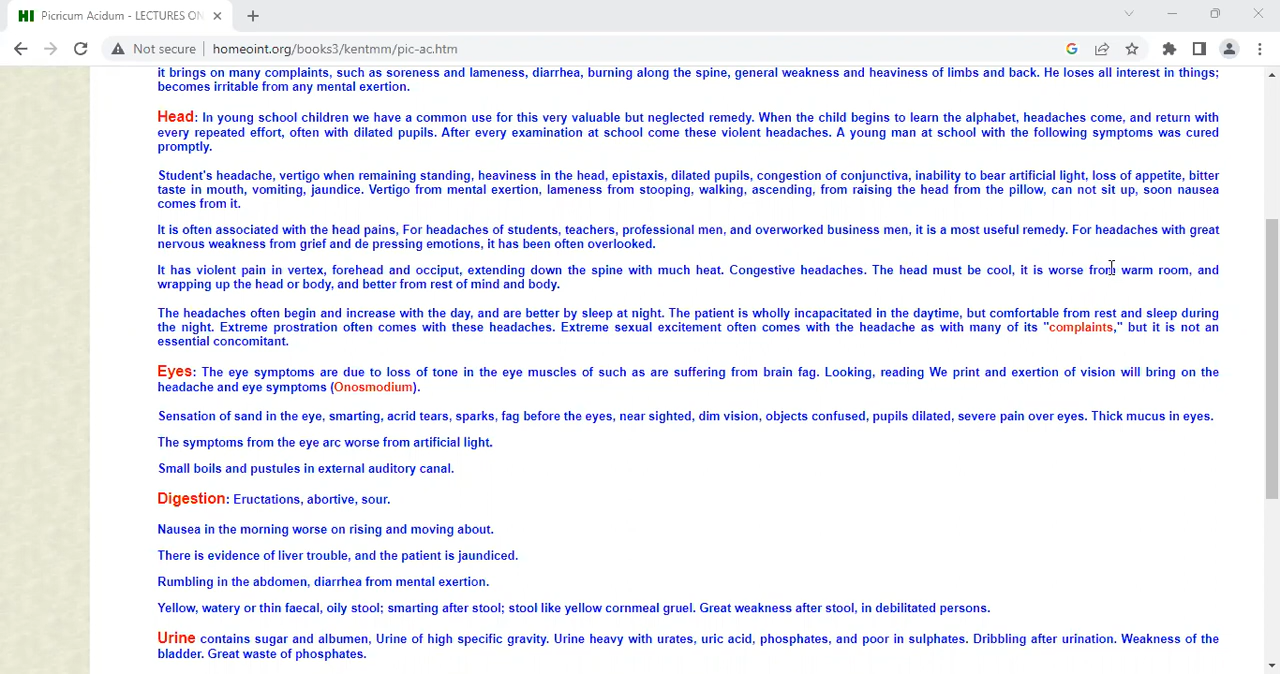 Picricum Acidum - LECTURES ON
Not secure
homeoint.org/books3/kentmm/pic-ac.htm
it brings on many complaints, such as soreness and lameness, diarrhea, burning along the spine, general weakness and heaviness of limbs and back. He loses all interest in things;
becomes irritable from any mental exertion.
Head: In young school children we have a common use for this very valuable but neglected remedy. When the child begins to learn the alphabet, headaches come, and return with
every repeated effort, often with dilated pupils. After every examination at school come these violent headaches. A young man at school with the following symptoms was cured
promptly.
Student's headache, vertigo when remaining standing, heaviness in the head, epistaxis, dilated pupils, congestion of conjunctiva, inability to bear artificial light, loss of appetite, bitter
taste in mouth, vomiting, jaundice. Vertigo from mental exertion, lameness from stooping, walking, ascending, from raising the head from the pillow, can not sit up, soon nausea
comes from it.
It is often associated with the head pains, For headaches of students, teachers, professional men, and overworked business men, it is a most useful remedy. For headaches with great
nervous weakness from grief and de pressing emotions, it has been often overlooked.
It has violent pain in vertex, forehead and occiput, extending down the spine with much heat. Congestive headaches. The head must be cool, it is worse from warm room, and
wrapping up the head or body, and better from rest of mind and body.
The headaches often begin and increase with the day, and are better by sleep at night. The patient is wholly incapacitated in the daytime, but comfortable from rest and sleep during
the night. Extreme prostration often comes with these headaches. Extreme sexual excitement often comes with the headache as with many of its "complaints," but it is not an
essential concomitant.
Eyes: The eye symptoms are due to loss of tone in the eye muscles of such as are suffering from brain fag. Looking, reading We print and exertion of vision will bring on the
headache and eye symptoms (Onosmodium).
Sensation of sand in the eye, smarting, acrid tears, sparks, fag before the eyes, near sighted, dim vision, objects confused, pupils dilated, severe pain over eyes. Thick mucus in eyes.
The symptoms from the eye arc worse from artificial light.
Small boils and pustules in external auditory canal.
Digestion: Eructations, abortive, sour.
Nausea in the morning worse on rising and moving about.
There is evidence of liver trouble, and the patient is jaundiced.
Rumbling in the abdomen, diarrhea from mental exertion.
Yellow, watery or thin faecal, oily stool; smarting after stool; stool like yellow cornmeal gruel. Great weakness after stool, in debilitated persons.
Urine contains sugar and albumen, Urine of high specific gravity. Urine heavy with urates, uric acid, phosphates, and poor in sulphates. Dribbling after urination. Weakness of the
bladder. Great waste of phosphates.